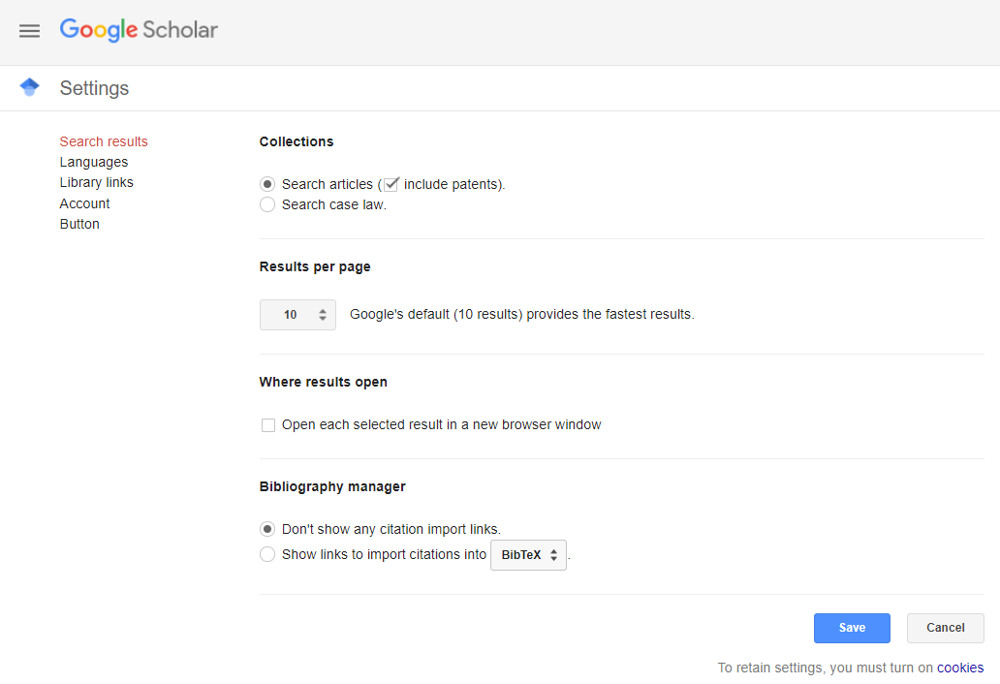 Google Scholar
Settings
Search results
Languages
Library links
Account
Button
Collections
Search articles ( include patents).
Search case law.
Results per page
10 Google's default (10 results) provides the fastest results.
Where results open
Open each selected result in a new browser window
Bibliography manager
Don't show any citation import links.
Show links to import citations into BibTeX .
Save Cancel
To retain settings, you must turn on cookies